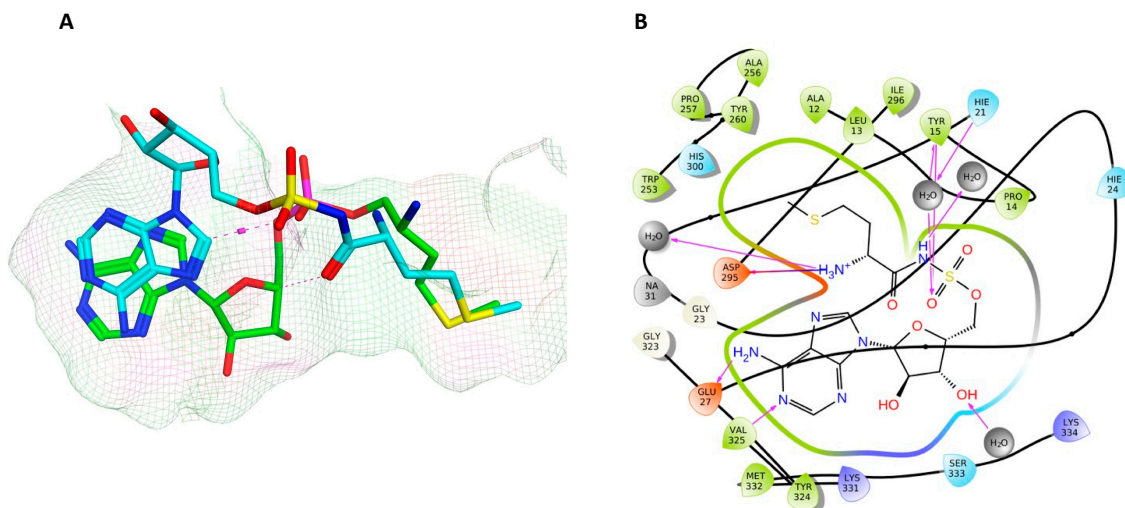 A
B
ALA
256
PRO
257
TYR
260
HIS
300
TRP
253
ALA
12
LEU
13
ILE
296
TYR
15
HIE
21
H₂O
H₂O
PRO
14
HIE
24
H₂O
ASP
295
NA
31
GLY
23
GLY
323
GLU
27
VAL
325
MET
332
TYR
324
LYS
331
SER
333
LYS
334
H₂O
S
H₃N⁺
O
H
N
O
S
O
O
O
N
N
H₂N
N
N
N
HO
OH